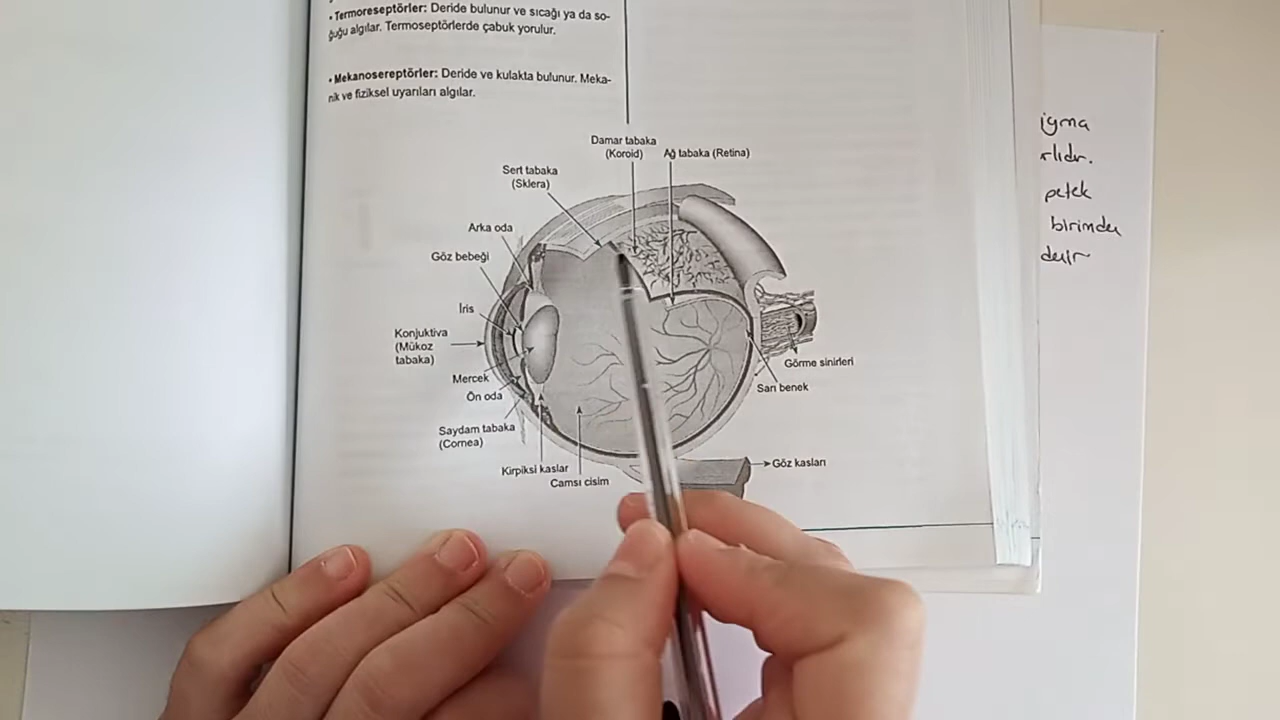 • Termoreseptörler: Deride bulunur ve sıcağı ya da so-
ğuğu algılar. Termoseptörlerde çabuk yorulur.
• Mekanosereptörler: Deride ve kulakta bulunur. Meka-
nik ve fiziksel uyarıları algılar.
Damar tabaka
(Koroid)
Ağ tabaka (Retina)
Sert tabaka
(Sklera)
Arka oda
Göz bebeği
İris
Konjuktiva
(Mükoz
tabaka)
Mercek
Ön oda
Saydam tabaka
(Cornea)
Kirpiksi kaslar
Camsı cisim
Göz kasları
Sarı benek
Görme sinirleri
petek
birimden